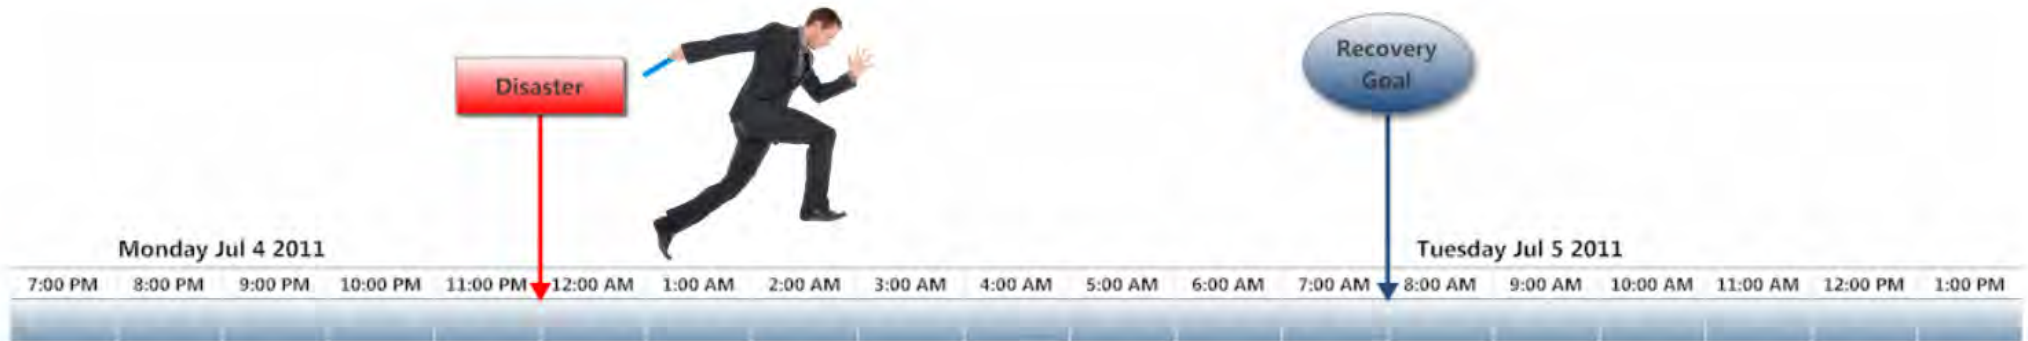 Disaster
Recovery
Goal
Monday Jul 4 2011
Tuesday Jul 5 2011
7:00 PM 8:00 PM 9:00 PM 10:00 PM 11:00 PM 12:00 AM 1:00 AM 2:00 AM 3:00 AM 4:00 AM 5:00 AM 6:00 AM 7:00 AM 8:00 AM 9:00 AM 10:00 AM 11:00 AM 12:00 PM 1:00 PM